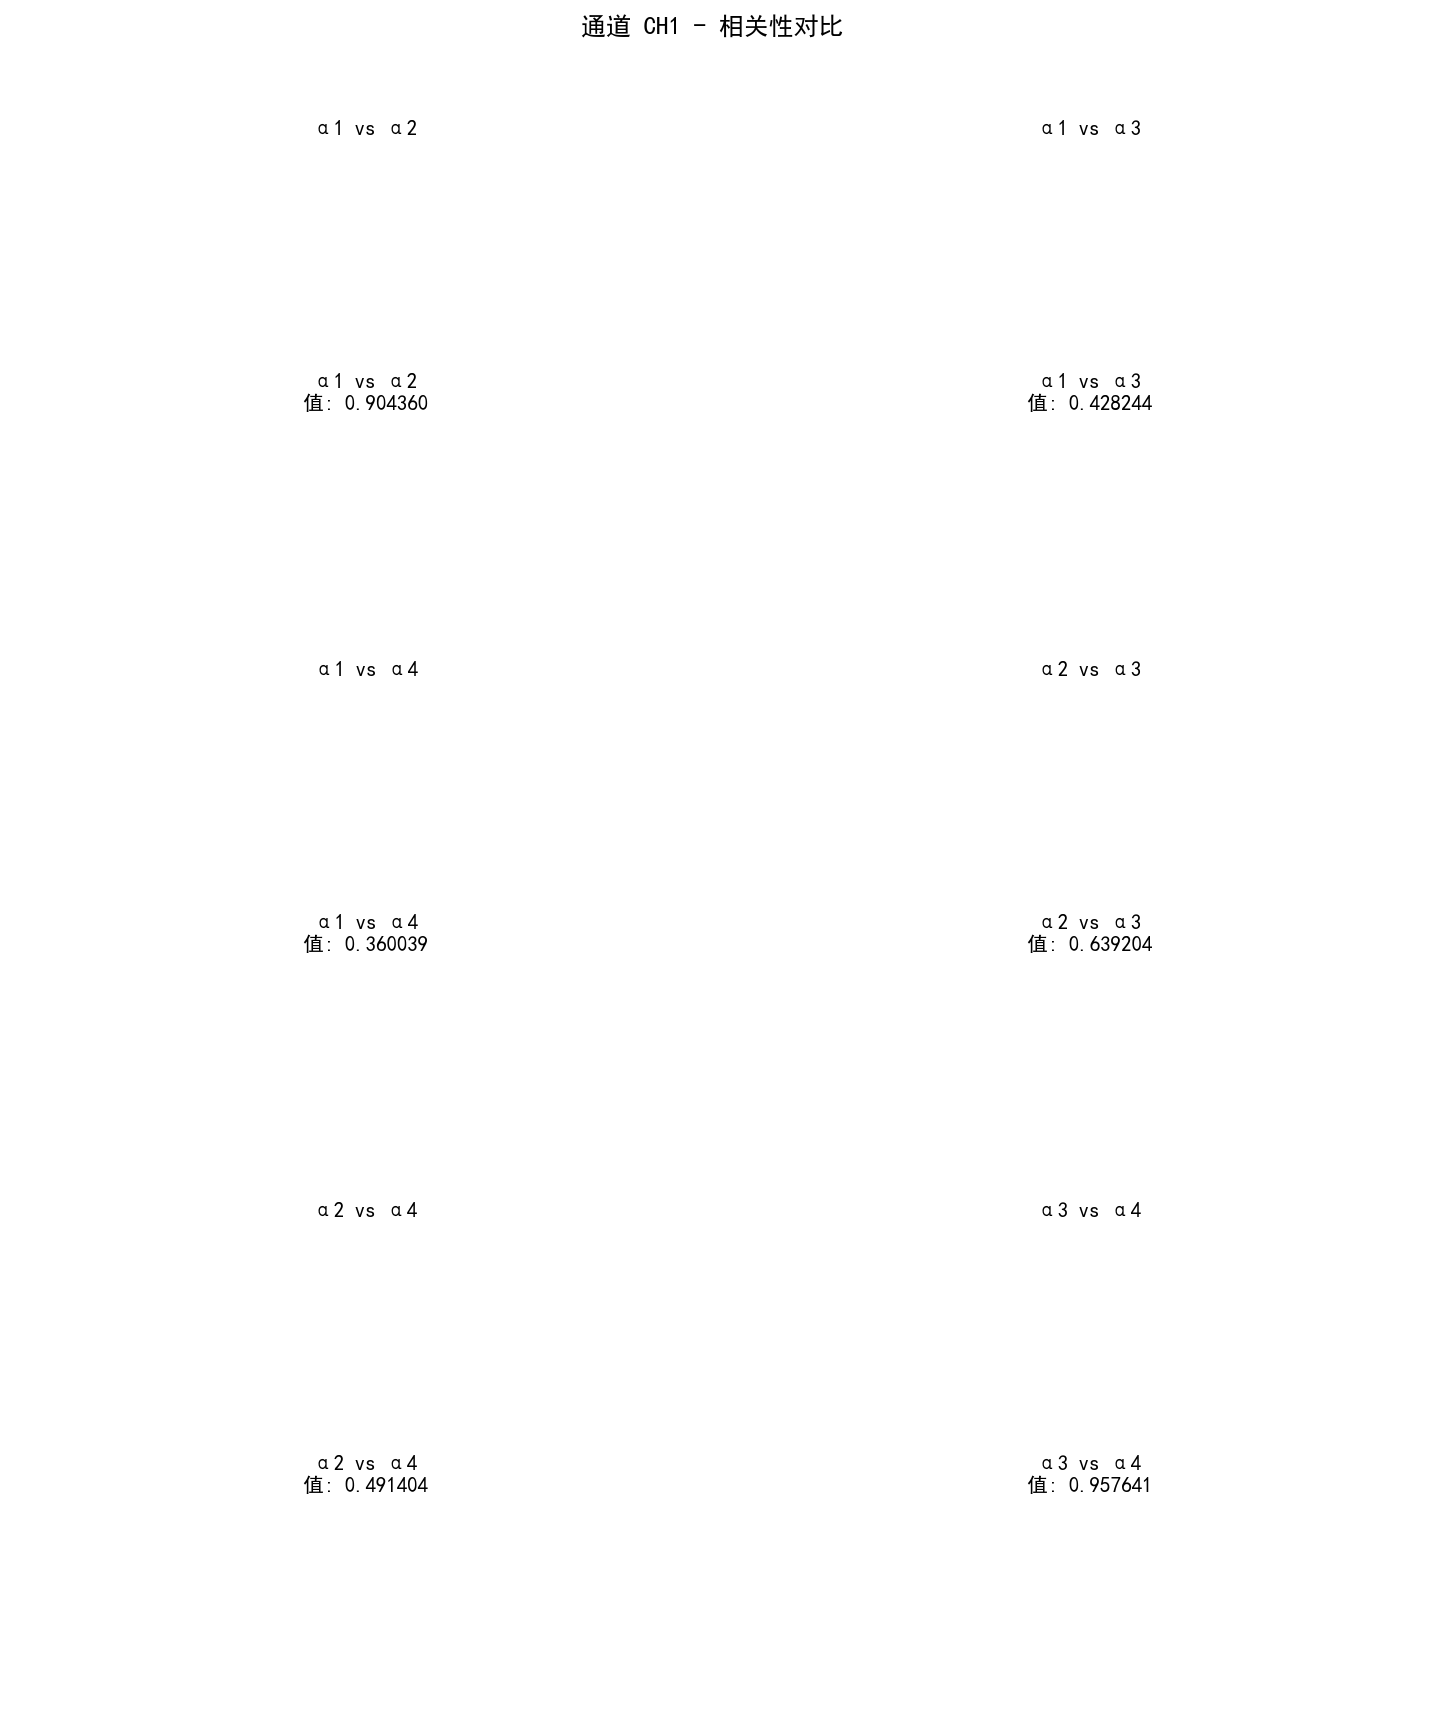 通道 CH1 - 相关性对比
α1 vs α2
α1 vs α3
α1 vs α2
值: 0.904360
α1 vs α3
值: 0.428244
α1 vs α4
α2 vs α3
α1 vs α4
值: 0.360039
α2 vs α3
值: 0.639204
α2 vs α4
α3 vs α4
α2 vs α4
值: 0.491404
α3 vs α4
值: 0.957641